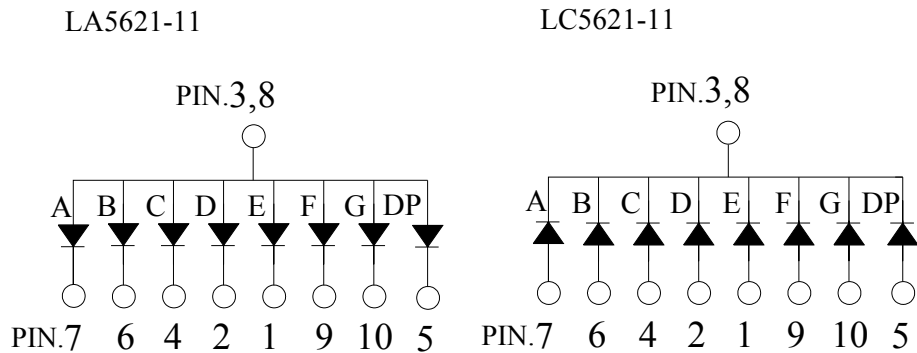 LA5621-11 LC5621-11
PIN.3,8 PIN.3,8
A B C D E F G DP A B C D E F G DP
PIN.7 6 4 2 1 9 10 5 PIN.7 6 4 2 1 9 10 5